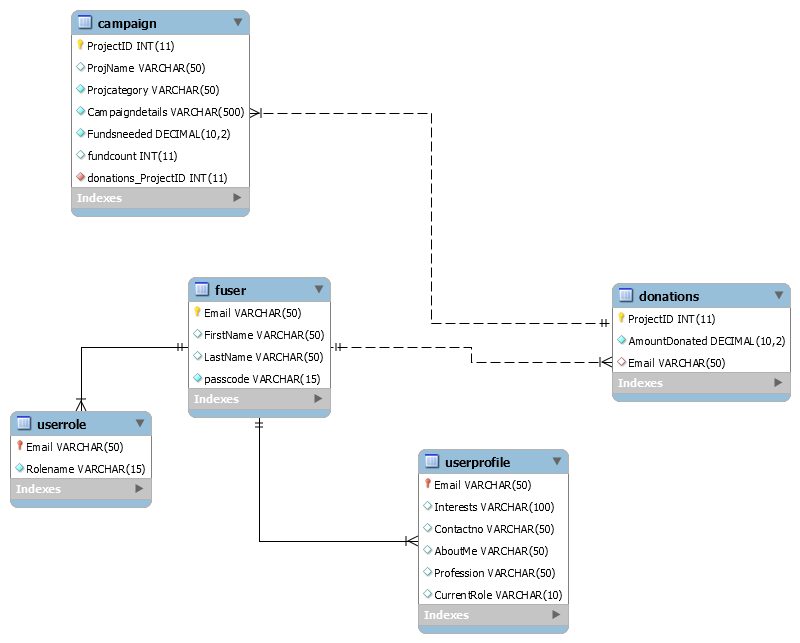 campaign
ProjectID INT(11)
ProjName VARCHAR(50)
Projcategory VARCHAR(50)
Campaigndetails VARCHAR(500)
Fundsneeded DECIMAL(10,2)
fundcount INT(11)
donations_ProjectID INT(11)
Indexes
fuser
Email VARCHAR(50)
FirstName VARCHAR(50)
LastName VARCHAR(50)
passcode VARCHAR(15)
Indexes
donations
ProjectID INT(11)
AmountDonated DECIMAL(10,2)
Email VARCHAR(50)
Indexes
userrole
Email VARCHAR(50)
Rolename VARCHAR(15)
Indexes
userprofile
Email VARCHAR(50)
Interests VARCHAR(100)
Contactno VARCHAR(50)
AboutMe VARCHAR(50)
Profession VARCHAR(50)
CurrentRole VARCHAR(10)
Indexes